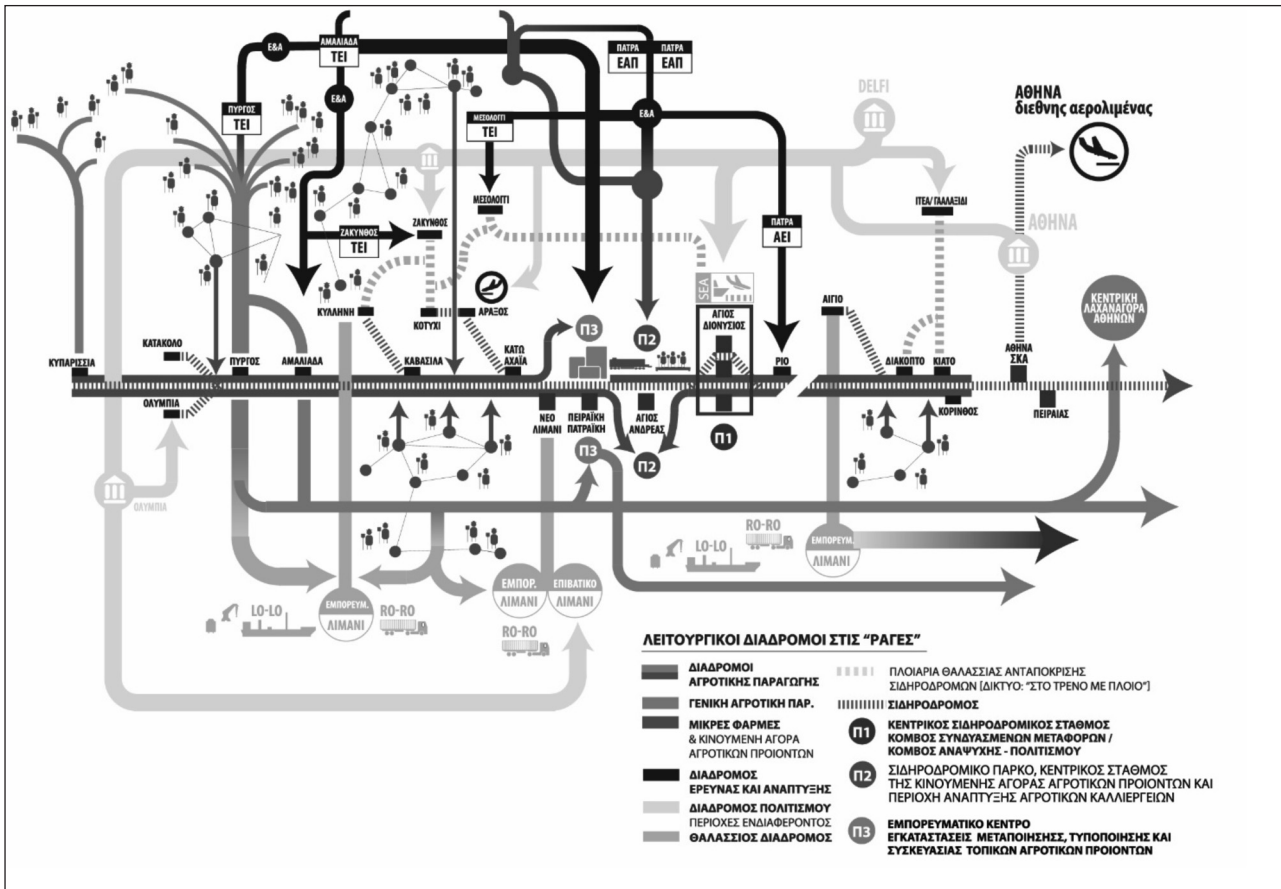 ΑΜΑΛΙΑΔΑ
ΤΕΙ
Ε&Α
ΠΑΤΡΑ
ΕΑΠ
ΠΑΤΡΑ
ΕΑΠ
DELFI
ΑΘΗΝΑ
διεθνης αερολιμένας
ΠΥΡΓΟΣ
ΤΕΙ
Ε&Α
ΜΕΣΟΛΟΓΓΙ
ΤΕΙ
Ε&Α
ΜΕΣΟΛΟΓΓΙ
ΙΤΕΑ/ΓΑΛΑΞΙΔΙ
ΑΘΗΝΑ
ΖΑΚΥΝΘΟΣ
ΖΑΚΥΝΘΟΣ
ΤΕΙ
ΠΑΤΡΑ
ΑΕΙ
SEA
ΚΥΛΛΗΝΗ
ΚΟΤΥΧΙ
ΑΡΑΞΟΣ
ΑΓΙΟΣ
ΔΙΟΝΥΣΙΟΣ
ΑΙΓΙΟ
ΚΕΝΤΡΙΚΗ
ΛΑΧΑΝΑΓΟΡΑ
ΑΘΗΝΩΝ
Π3
Π2
ΚΑΤΑΚΟΛΟ
ΚΥΠΑΡΙΣΣΙΑ
ΠΥΡΓΟΣ
ΑΜΑΛΙΑΔΑ
ΚΑΒΑΣΙΛΑ
ΚΑΤΩ
ΑΧΑΪΑ
ΡΙΟ
ΔΙΑΚΟΠΤΟ
ΚΙΑΤΟ
ΑΘΗΝΑ
ΣΚΑ
ΟΛΥΜΠΙΑ
ΝΕΟ
ΛΙΜΑΝΙ
ΠΕΙΡΑΪΚΗ
ΠΑΤΡΑΪΚΗ
ΑΓΙΟΣ
ΑΝΔΡΕΑΣ
ΚΟΡΙΝΘΟΣ
ΠΕΙΡΑΙΑΣ
Π3
Π2
Π1
ΟΛΥΜΠΙΑ
RO-RO
LO-LO
ΕΜΠΟΡΕΥΜ.
ΛΙΜΑΝΙ
LO-LO
ΕΜΠΟΡΕΥΜ.
ΛΙΜΑΝΙ
RO-RO
ΕΜΠΟΡ.
ΛΙΜΑΝΙ
ΕΠΙΒΑΤΙΚΟ
ΛΙΜΑΝΙ
RO-RO
ΛΕΙΤΟΥΡΓΙΚΟΙ ΔΙΑΔΡΟΜΟΙ ΣΤΙΣ "ΡΑΓΕΣ"
ΔΙΑΔΡΟΜΟΙ
ΑΓΡΟΤΙΚΗΣ ΠΑΡΑΓΩΓΗΣ
ΓΕΝΙΚΗ ΑΓΡΟΤΙΚΗ ΠΑΡ.
ΜΙΚΡΕΣ ΦΑΡΜΕΣ
& ΚΙΝΟΥΜΕΝΗ ΑΓΟΡΑ
ΑΓΡΟΤΙΚΩΝ ΠΡΟΙΟΝΤΩΝ
ΔΙΑΔΡΟΜΟΣ
ΕΡΕΥΝΑΣ ΚΑΙ ΑΝΑΠΤΥΞΗΣ
ΔΙΑΔΡΟΜΟΣ ΠΟΛΙΤΙΣΜΟΥ
ΠΕΡΙΟΧΕΣ ΕΝΔΙΑΦΕΡΟΝΤΟΣ
ΘΑΛΑΣΣΙΟΣ ΔΙΑΔΡΟΜΟΣ
ΠΛΟΙΑΡΙΑ ΘΑΛΑΣΣΙΑΣ ΑΝΤΑΠΟΚΡΙΣΗΣ
ΣΙΔΗΡΟΔΡΟΜΩΝ [ΔΙΚΤΥΟ: "ΣΤΟ ΤΡΕΝΟ ΜΕ ΠΛΟΙΟ"]
ΣΙΔΗΡΟΔΡΟΜΟΣ
Π1
ΚΕΝΤΡΙΚΟΣ ΣΙΔΗΡΟΔΡΟΜΙΚΟΣ ΣΤΑΘΜΟΣ
ΚΟΜΒΟΣ ΣΥΝΔΥΑΣΜΕΝΩΝ ΜΕΤΑΦΟΡΩΝ /
ΚΟΜΒΟΣ ΑΝΑΨΥΧΗΣ - ΠΟΛΙΤΙΣΜΟΥ
Π2
ΣΙΔΗΡΟΔΡΟΜΙΚΟ ΠΑΡΚΟ, ΚΕΝΤΡΙΚΟΣ ΣΤΑΘΜΟΣ
ΤΗΣ ΚΙΝΟΥΜΕΝΗΣ ΑΓΟΡΑΣ ΑΓΡΟΤΙΚΩΝ ΠΡΟΙΟΝΤΩΝ ΚΑΙ
ΠΕΡΙΟΧΗ ΑΝΑΠΤΥΞΗΣ ΑΓΡΟΤΙΚΩΝ ΚΑΛΛΙΕΡΓΕΙΩΝ
Π3
ΕΜΠΟΡΕΥΜΑΤΙΚΟ ΚΕΝΤΡΟ
ΕΓΚΑΤΑΣΤΑΣΕΙΣ ΜΕΤΑΠΟΙΗΣΗΣΣ, ΤΥΠΟΠΟΙΗΣΗΣ ΚΑΙ
ΣΥΣΚΕΥΑΣΙΑΣ ΤΟΠΙΚΩΝ ΑΓΡΟΤΙΚΩΝ ΠΡΟΙΟΝΤΩΝ